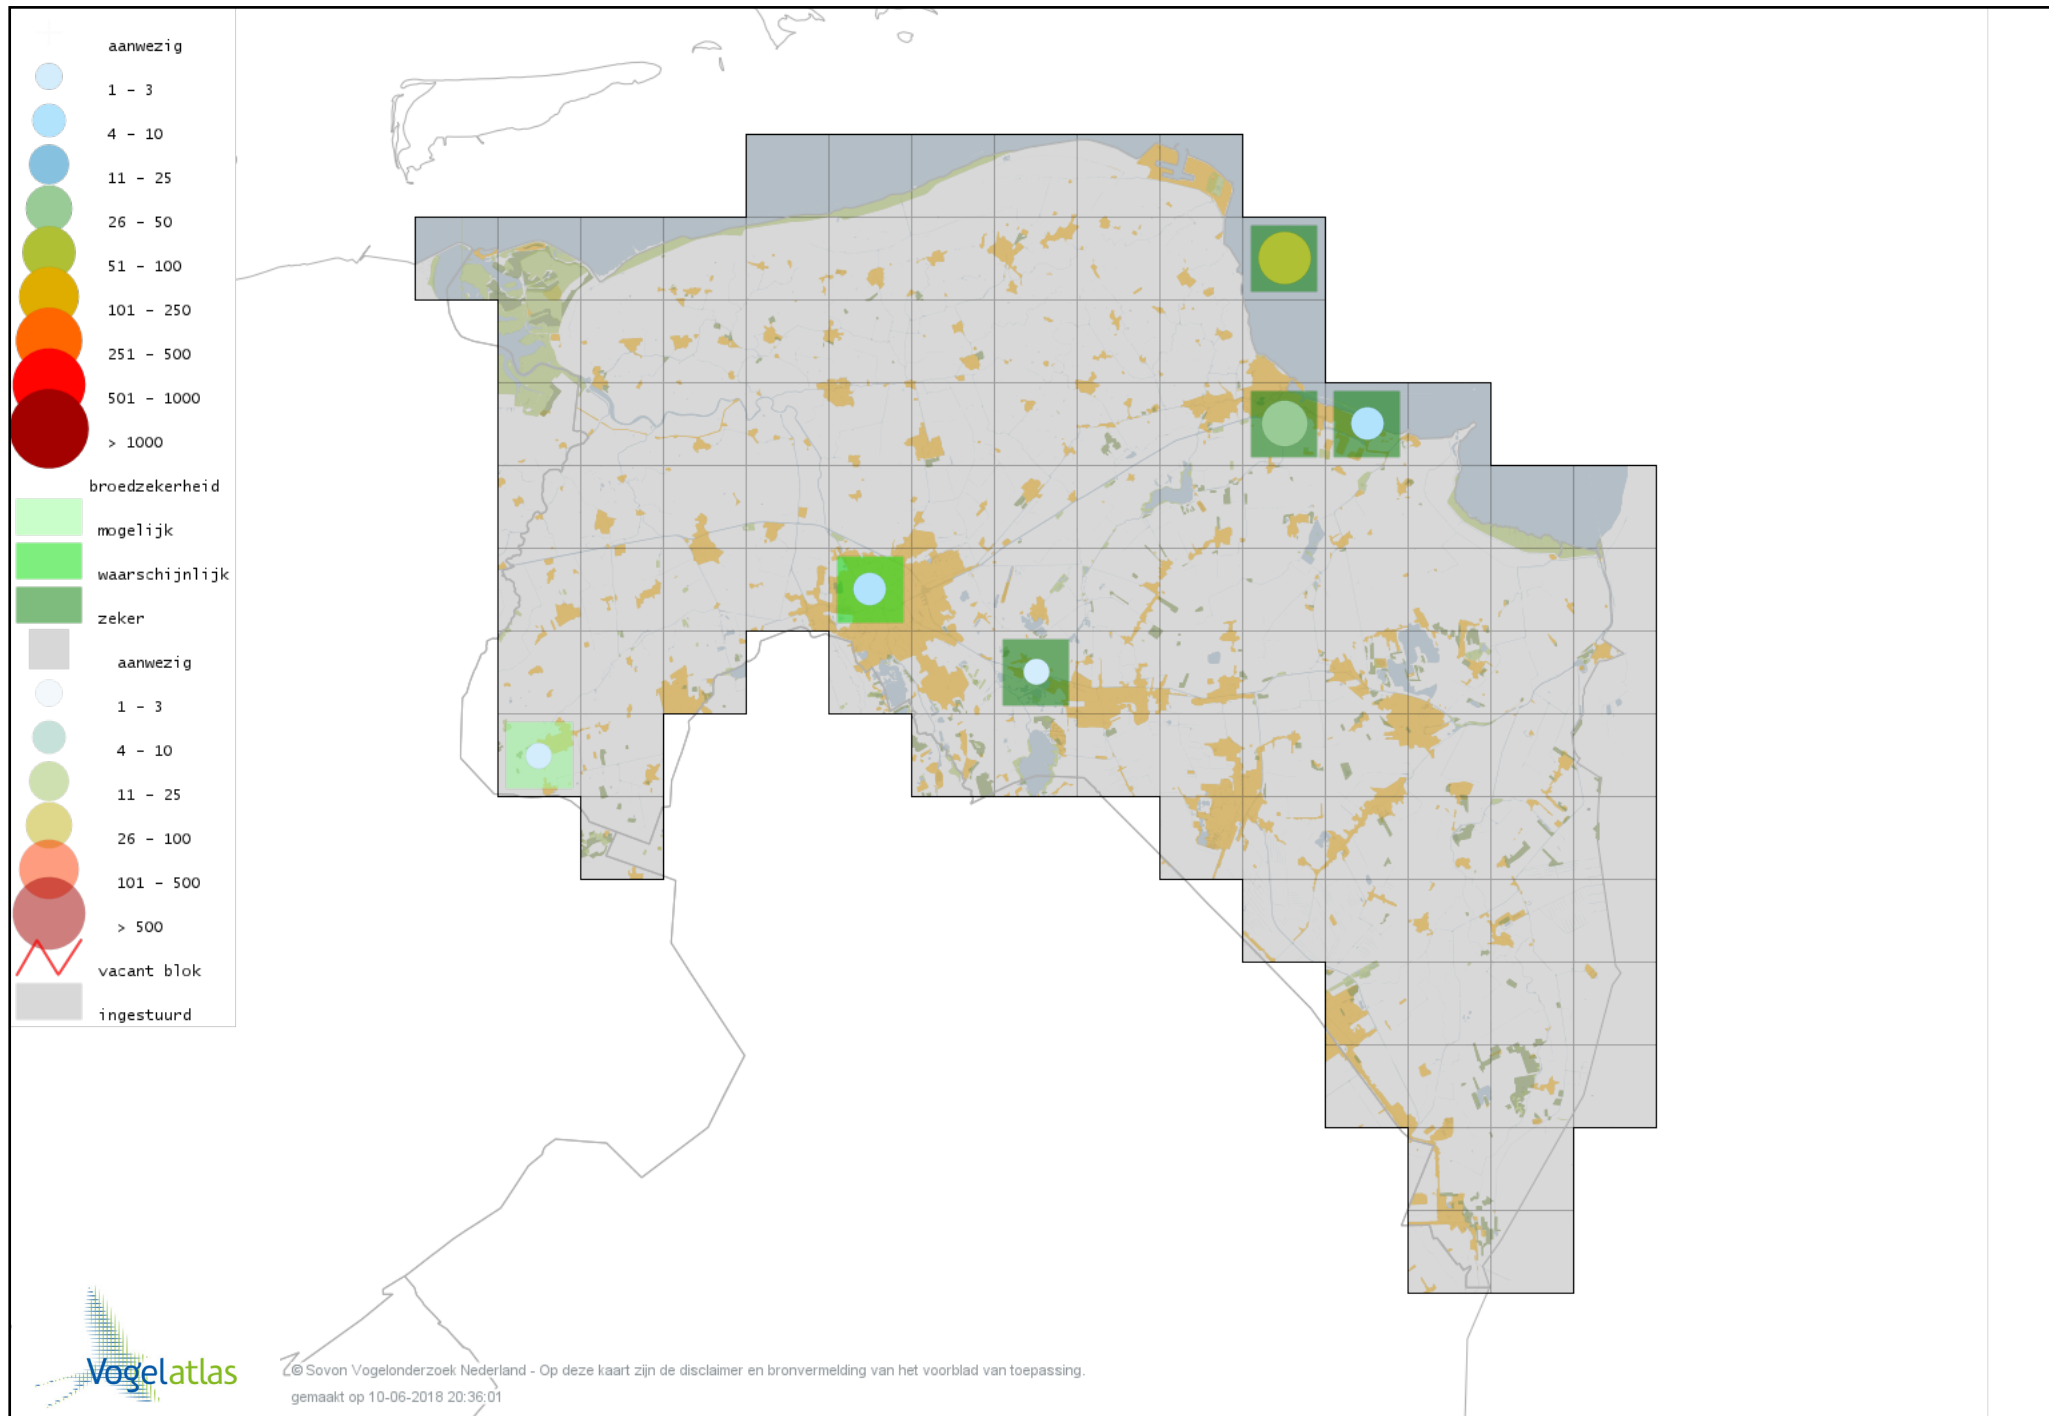 aanwezig
1 - 3
4 - 10
11 - 25
26 - 50
51 - 100
101 - 250
251 - 500
501 - 1000
> 1000
broedzekerheid
mogelijk
waarschijnlijk
zeker
aanwezig
1 - 3
4 - 10
11 - 25
26 - 100
101 - 500
> 500
vacant blok
ingestuurd
Vogelatlas
© Sovon Vogelonderzoek Nederland - Op deze kaart zijn de disclaimer en bronvermelding van het voorblad van toepassing.
gemaakt op 10-06-2018 20:36:01